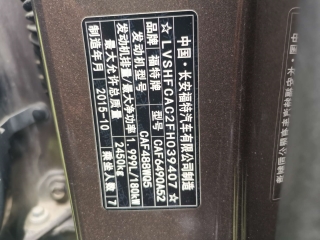 中国·长安福特汽车有限公司制造
☆LVSHFCAC2FH039407☆
品牌 福特牌 型号 CAF6490A52
发动机型号 CAF488WQ5
发动机排量/最大净功率 1.999L/180kW
最大允许总质量 2450kg
制造年月 2015-10 乘坐人数 7